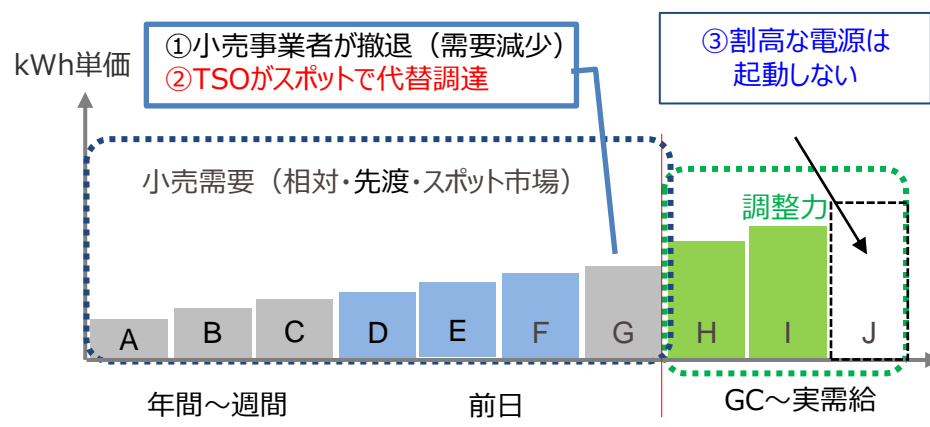 ①小売事業者が撤退（需要減少）
②TSOがスポットで代替調達
③割高な電源は
起動しない
kWh単価
小売需要（相対・先渡・スポット市場）
調整力
A
B
C
D
E
F
G
H
I
J
年間～週間
前日
GC～実需給